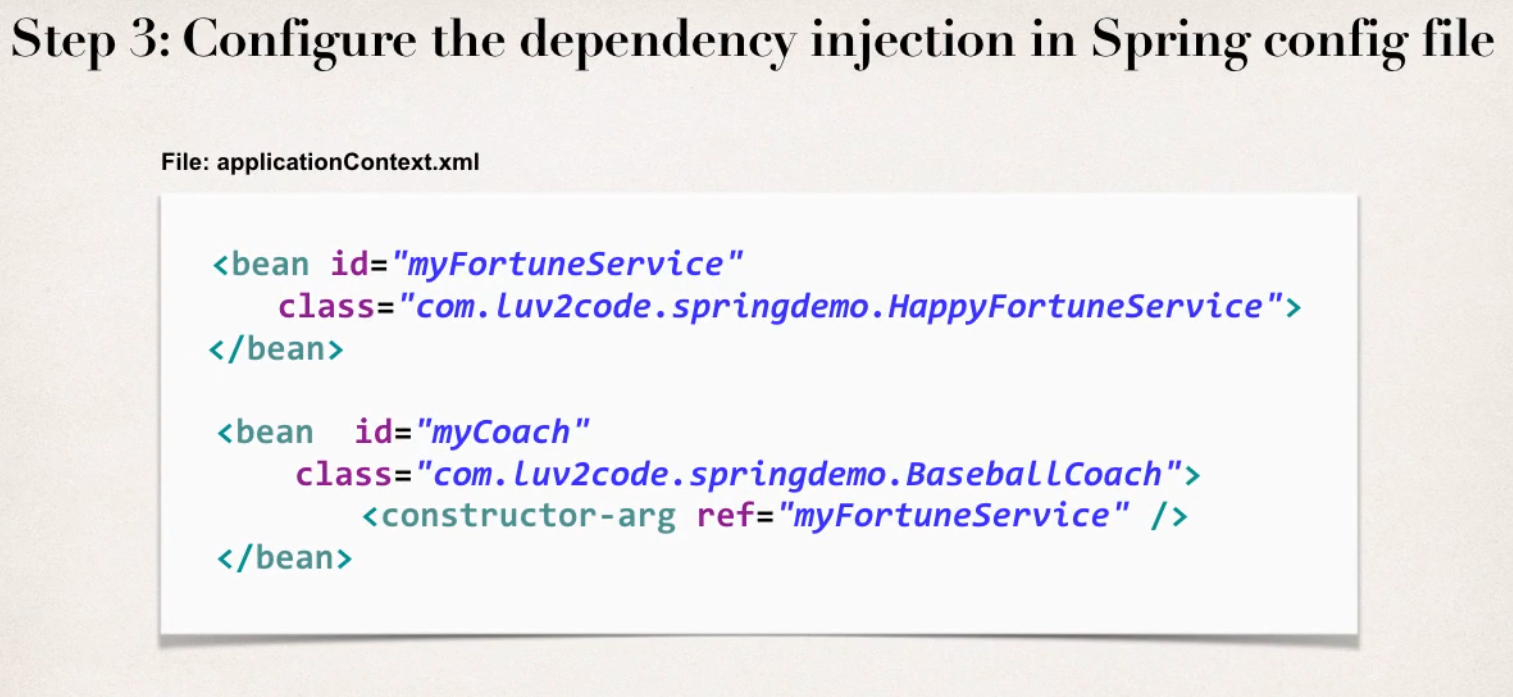 Step 3: Configure the dependency injection in Spring config file
File: applicationContext.xml
<bean id="myFortuneService"
class="com.luv2code.springdemo.HappyFortuneService">
</bean>
<bean id="myCoach"
class="com.luv2code.springdemo.BaseballCoach">
<constructor-arg ref="myFortuneService" />
</bean>